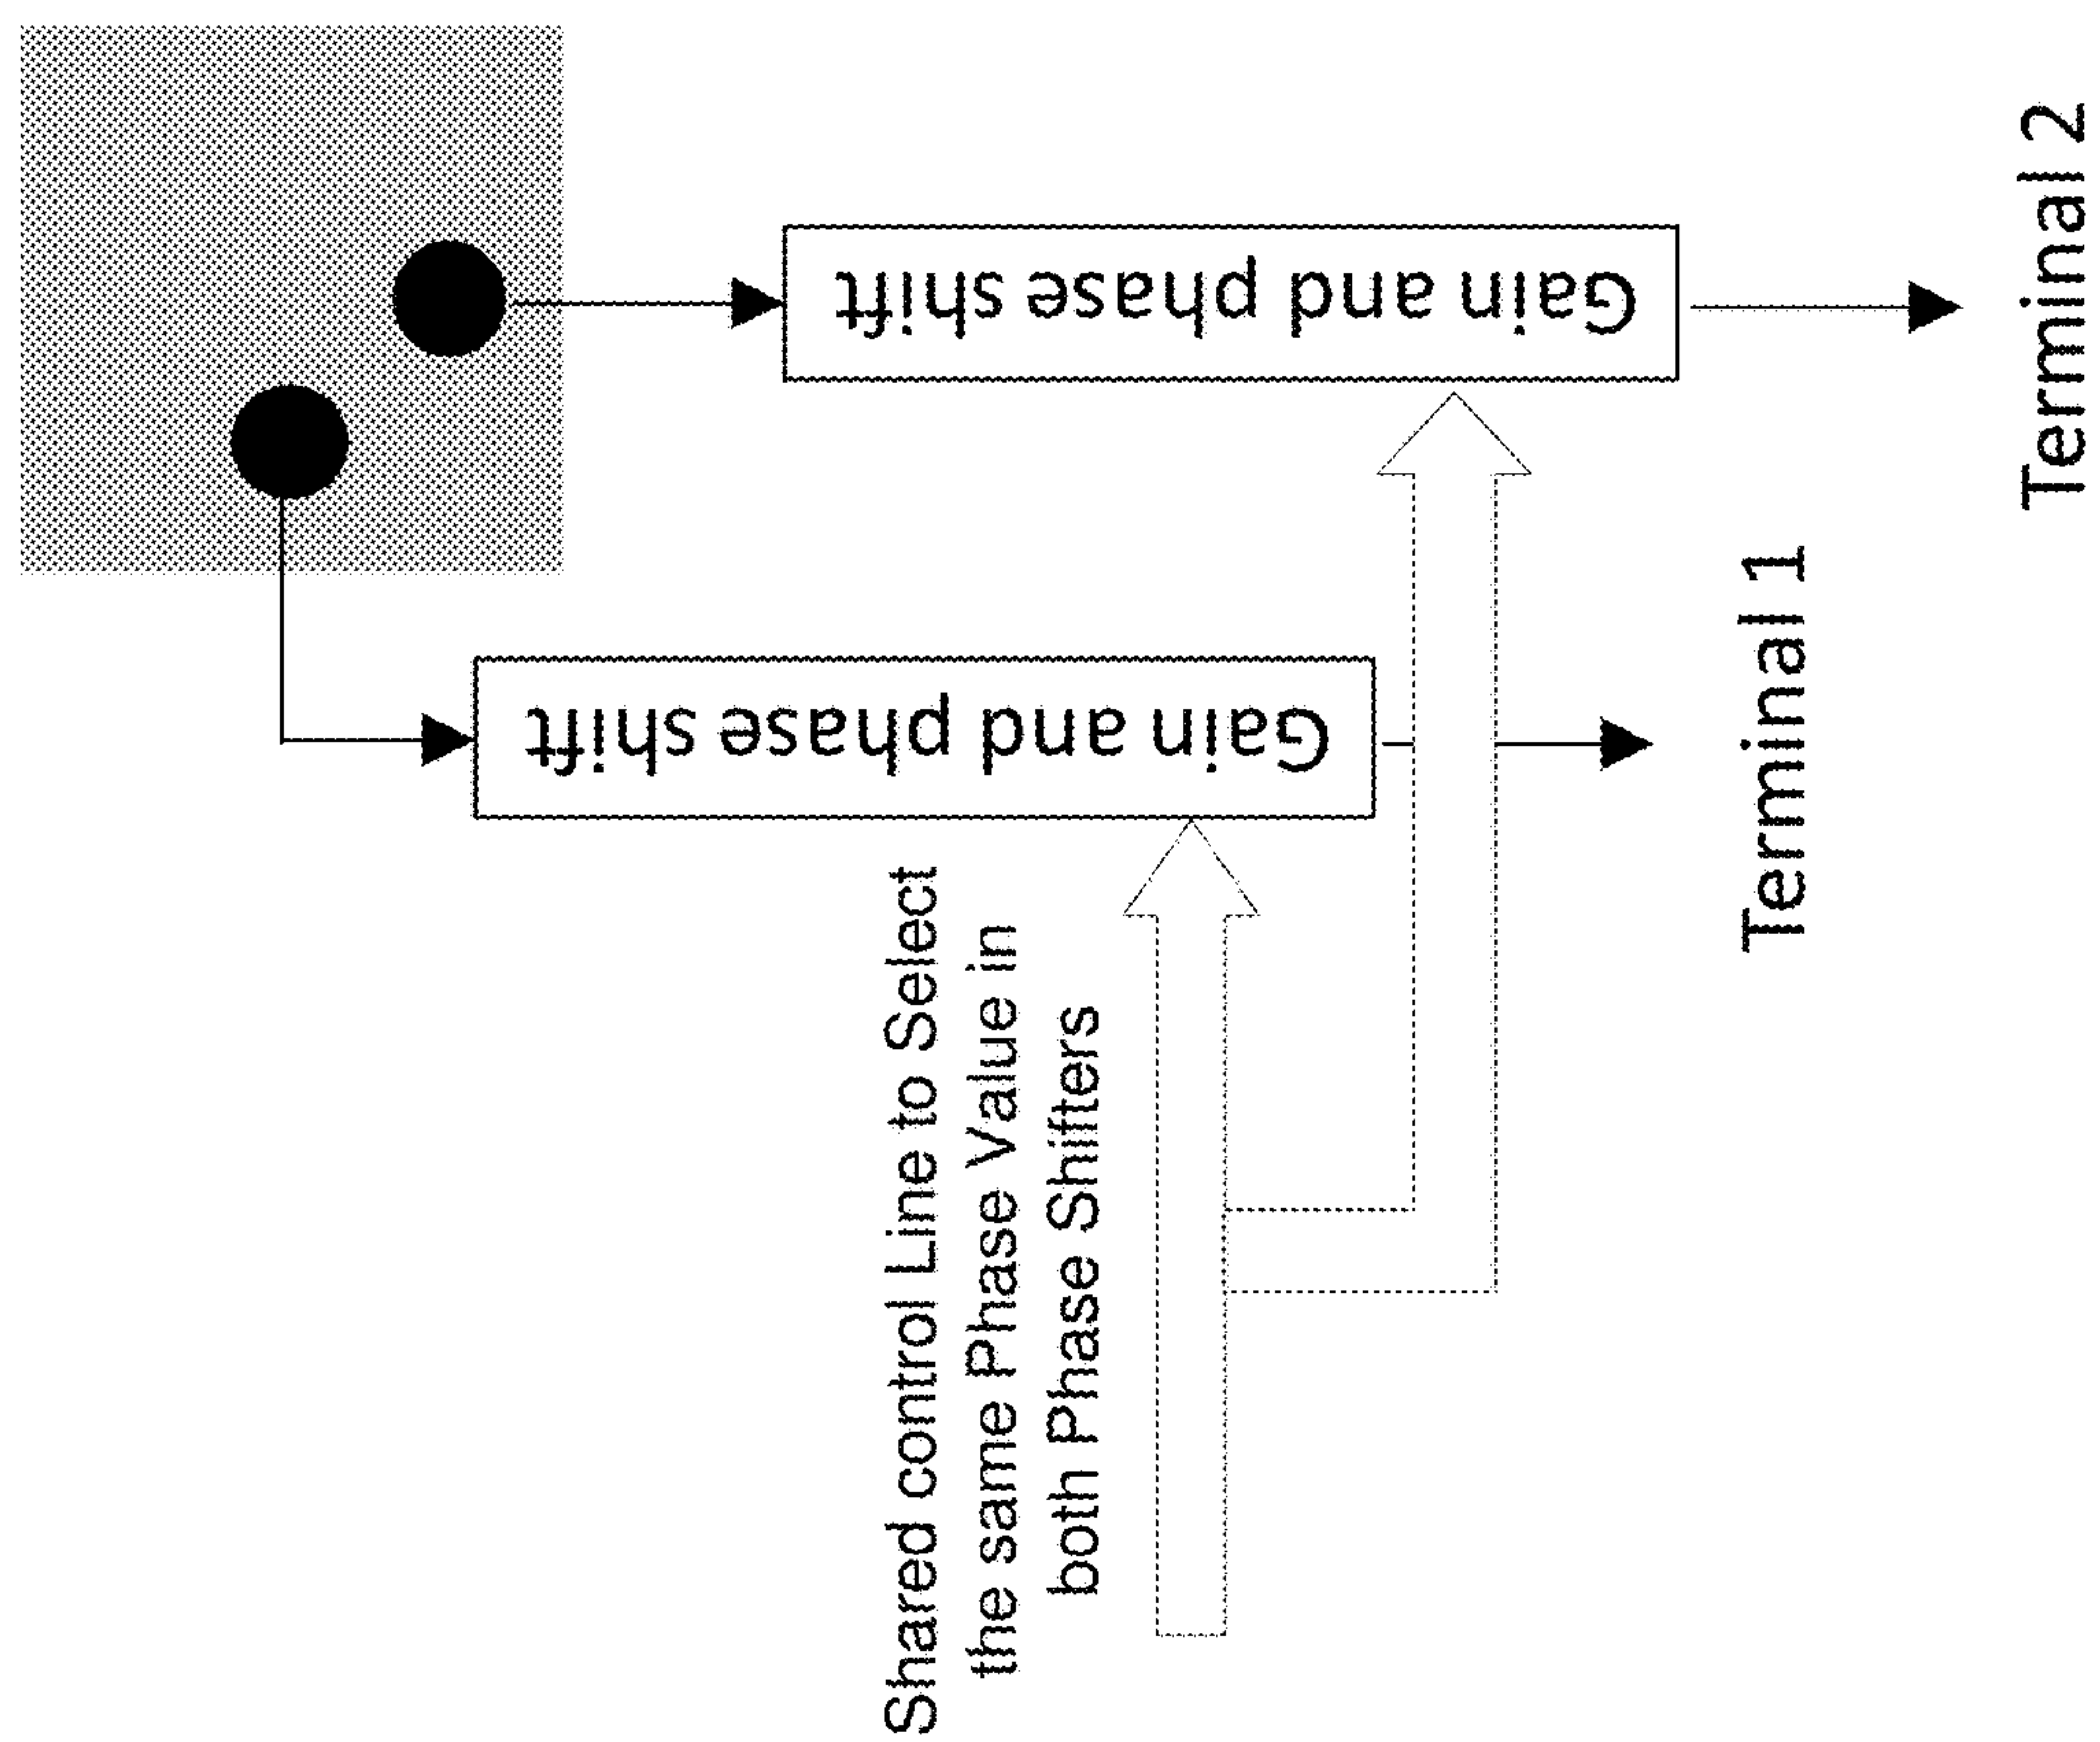 Gain and phase shift
Gain and phase shift
Shared control Line to Select
the same Phase Value in
both Phase Shifters
Terminal 1
Terminal 2